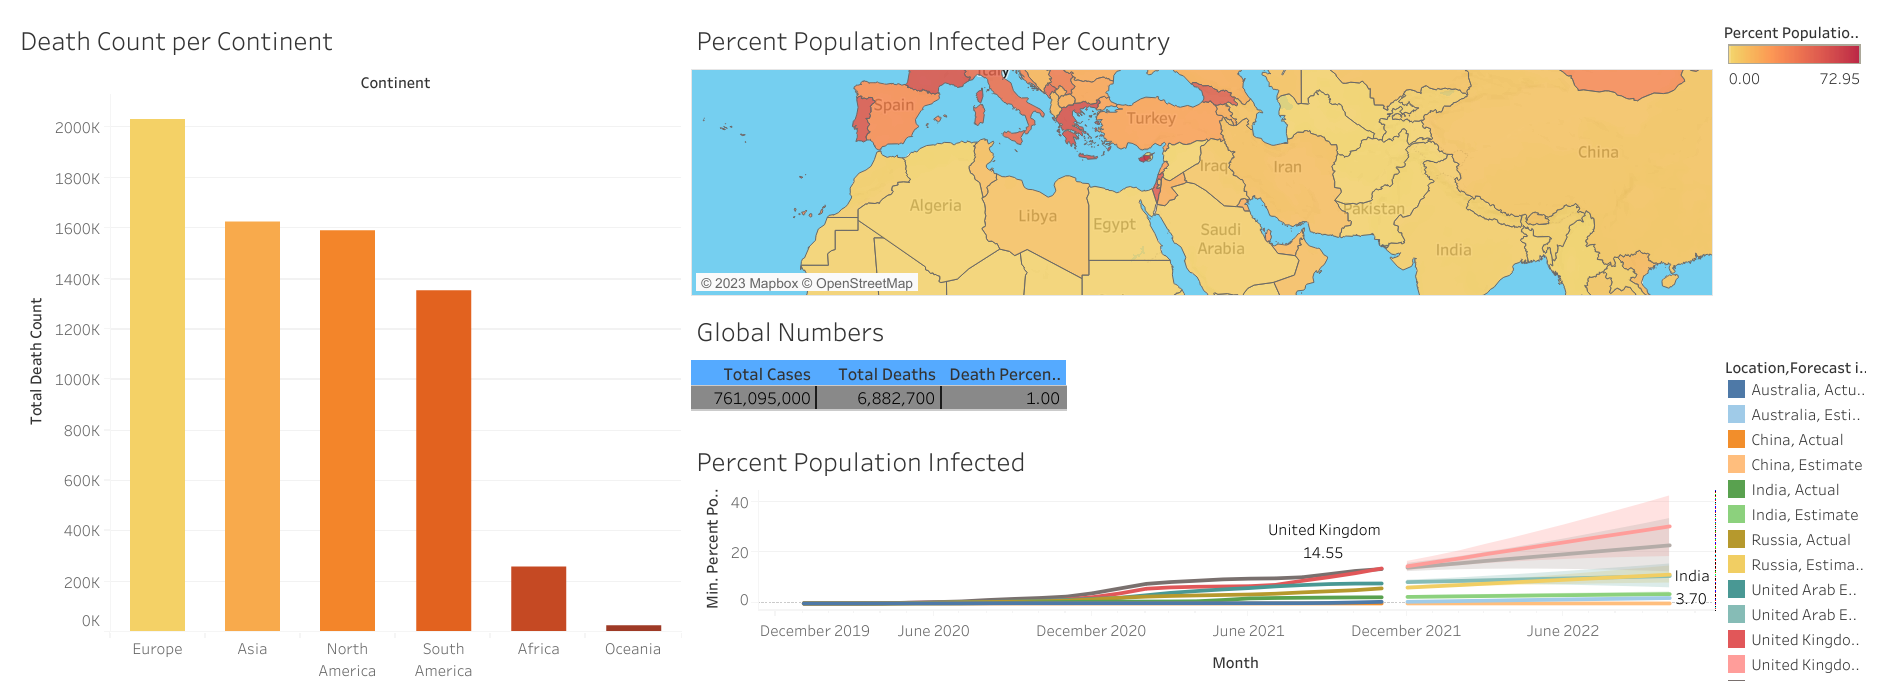 Death Count per Continent
Continent
Total Death Count
2000K
1800K
1600K
1400K
1200K
1000K
800K
600K
400K
200K
0K
Europe
Asia
North
America
South
America
Africa
Oceania
Percent Population Infected Per Country
Italy
Spain
Turkey
China
Iraq
Iran
Algeria
Libya
Egypt
Pakistan
Saudi
Arabia
India
© 2023 Mapbox © OpenStreetMap
Percent Populatio..
0.00 72.95
Global Numbers
Total Cases Total Deaths Death Percen..
761,095,000 6,882,700 1.00
Percent Population Infected
Min. Percent Po..
40
20
0
United Kingdom
14.55
India
3.70
December 2019 June 2020 December 2020 June 2021 December 2021 June 2022
Month
Location,Forecast i..
Australia, Actu..
Australia, Esti..
China, Actual
China, Estimate
India, Actual
India, Estimate
Russia, Actual
Russia, Estima..
United Arab E..
United Arab E..
United Kingdo..
United Kingdo..